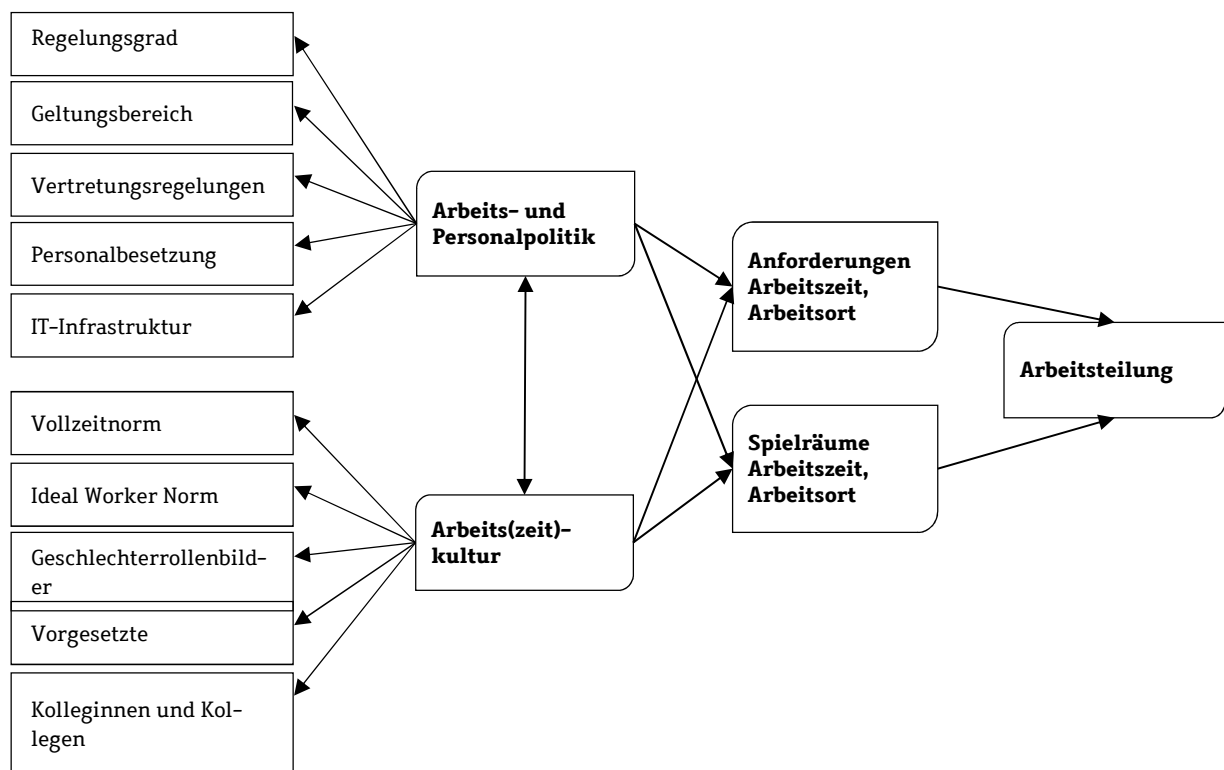 Regelungsgrad
Geltungsbereich
Vertretungsregelungen
Personalbesetzung
IT-Infrastruktur
Vollzeitnorm
Ideal Worker Norm
Geschlechterrollenbild-
er
Vorgesetzte
Kolleginnen und Kol-
legen
Arbeits- und
Personalpolitik
Arbeits(zeit)-
kultur
Anforderungen
Arbeitszeit,
Arbeitsort
Spielräume
Arbeitszeit,
Arbeitsort
Arbeitsteilung